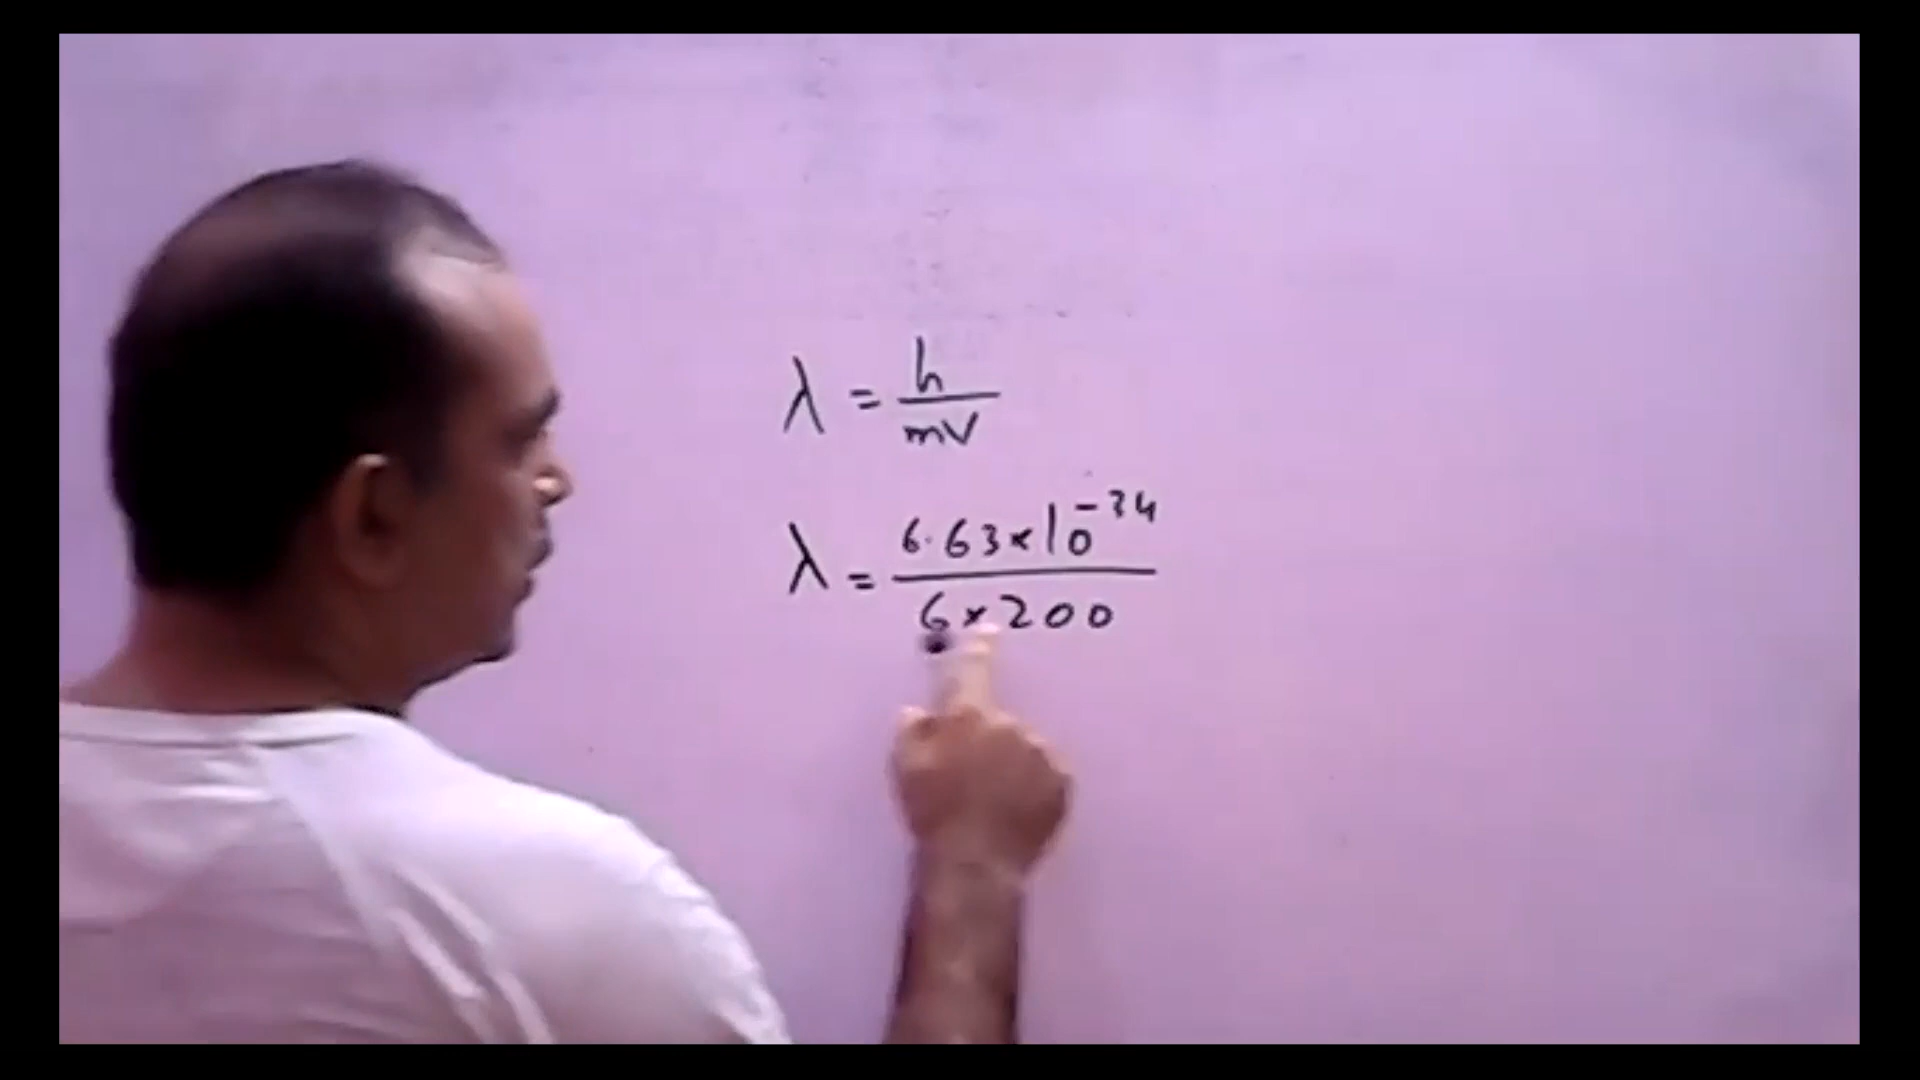 λ = h/mV
λ = 6.63×10⁻³⁴/6×200